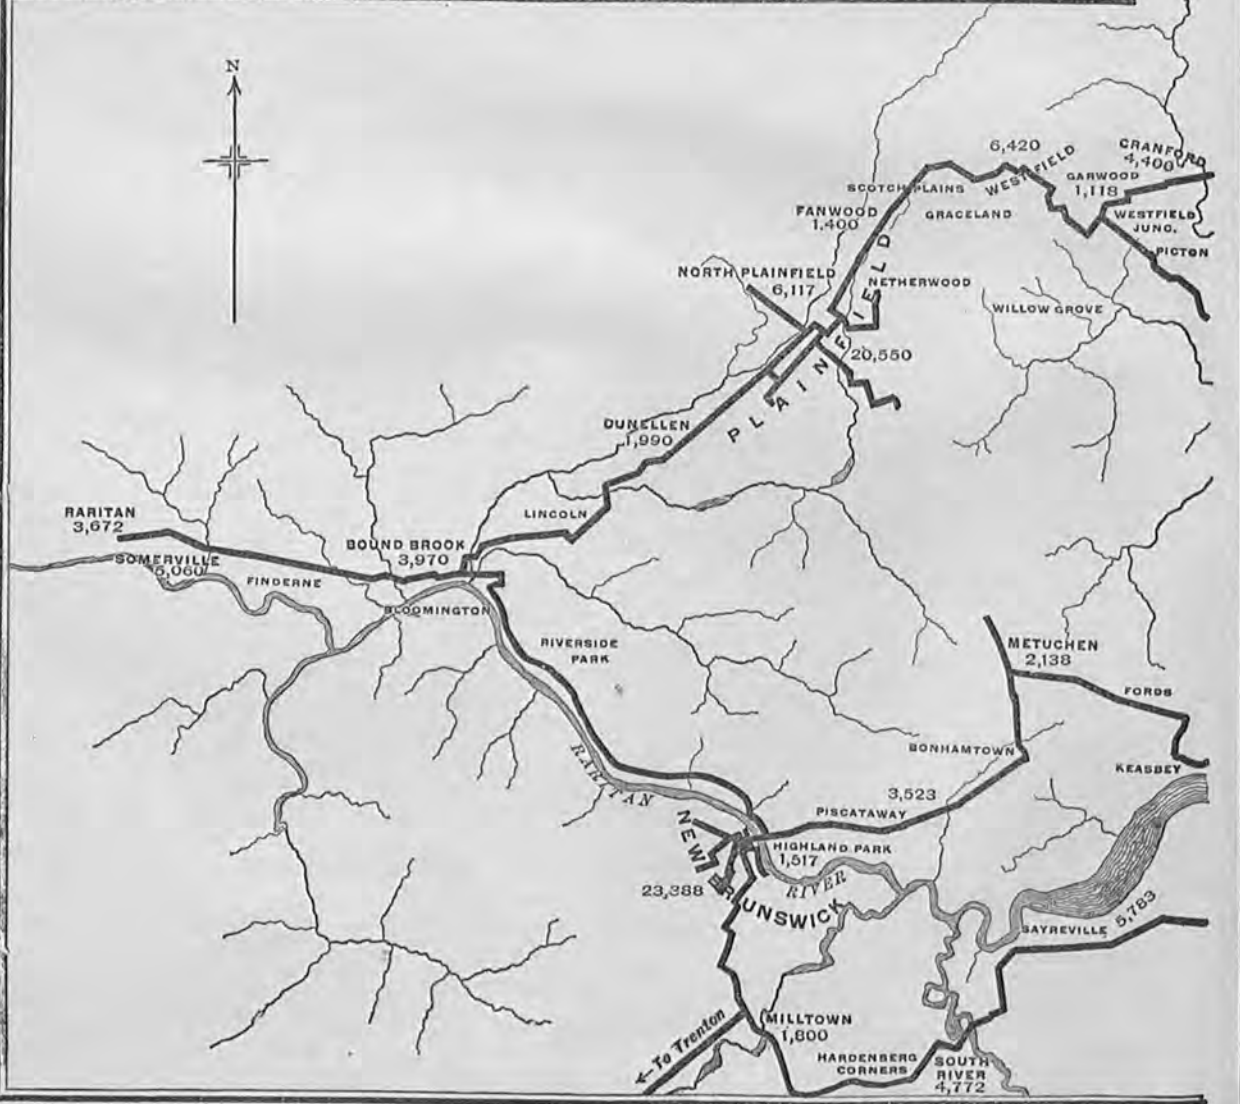 N
6,420
WESTFIELD
CRANFORD
4,400
GARWOOD
1,118
SCOTCH PLAINS
GRACELAND
FANWOOD
1,400
WESTFIELD
JUNC.
PICTON
NORTH PLAINFIELD
6,117
NETHERWOOD
WILLOW GROVE
PLAINFIELD
20,550
DUNELLEN
1,990
LINCOLN
RARITAN
3,672
SOMERVILLE
5,060
FINDERNE
BOUND BROOK
3,970
BLOOMINGTON
RIVERSIDE
PARK
METUCHEN
2,138
FORDS
BONHAMTOWN
KEASBEY
RARITAN
3,523
PISCATAWAY
HIGHLAND PARK
1,517
RIVER
NEW BRUNSWICK
23,388
SAYREVILLE 5,783
←To Trenton
MILLTOWN
1,800
HARDENBERG
CORNERS
SOUTH
RIVER
4,772